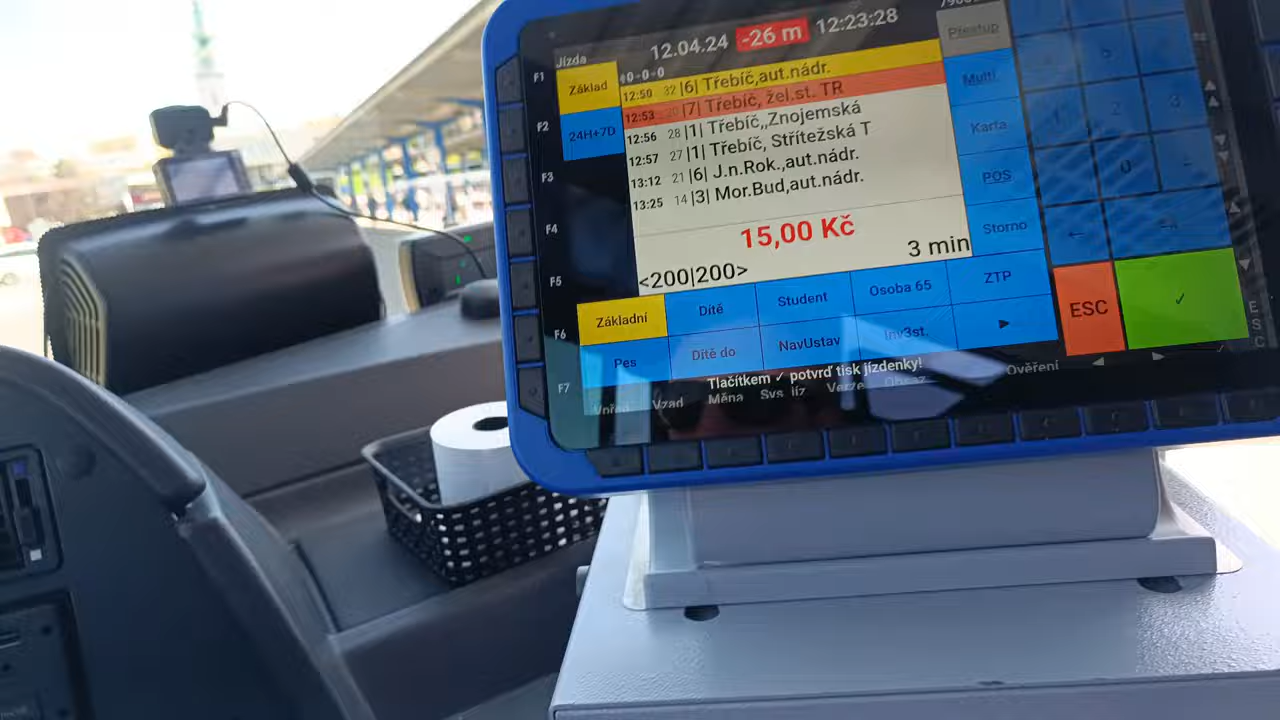 12.04.24 -26 m 12:23:28
Jízda
Přestup
F1 Základ
12:50 32 |6| Třebíč,aut.nádr.
12:53 |7| Třebíč, žel.st. TR
Multi
F2 24H+7D
12:56 28 |1| Třebíč,,Znojemská
12:57 27 |1| Třebíč, Střítežská T
Karta
F3
13:12 21 |6| J.n.Rok.,aut.nádr.
13:25 14 |3| Mor.Bud,aut.nádr.
POS
F4
15,00 Kč
Storno
3 min
F5
<200|200>
Základní Dítě Student Osoba 65 ZTP
ESC ✓
F6
Pes Dítě do NavUstav Inv3st. ►
F7
Tlačítkem ✓ potvrď tisk jízdenky!
Vzad Měna Sys Ověření
0
3
E
S
C